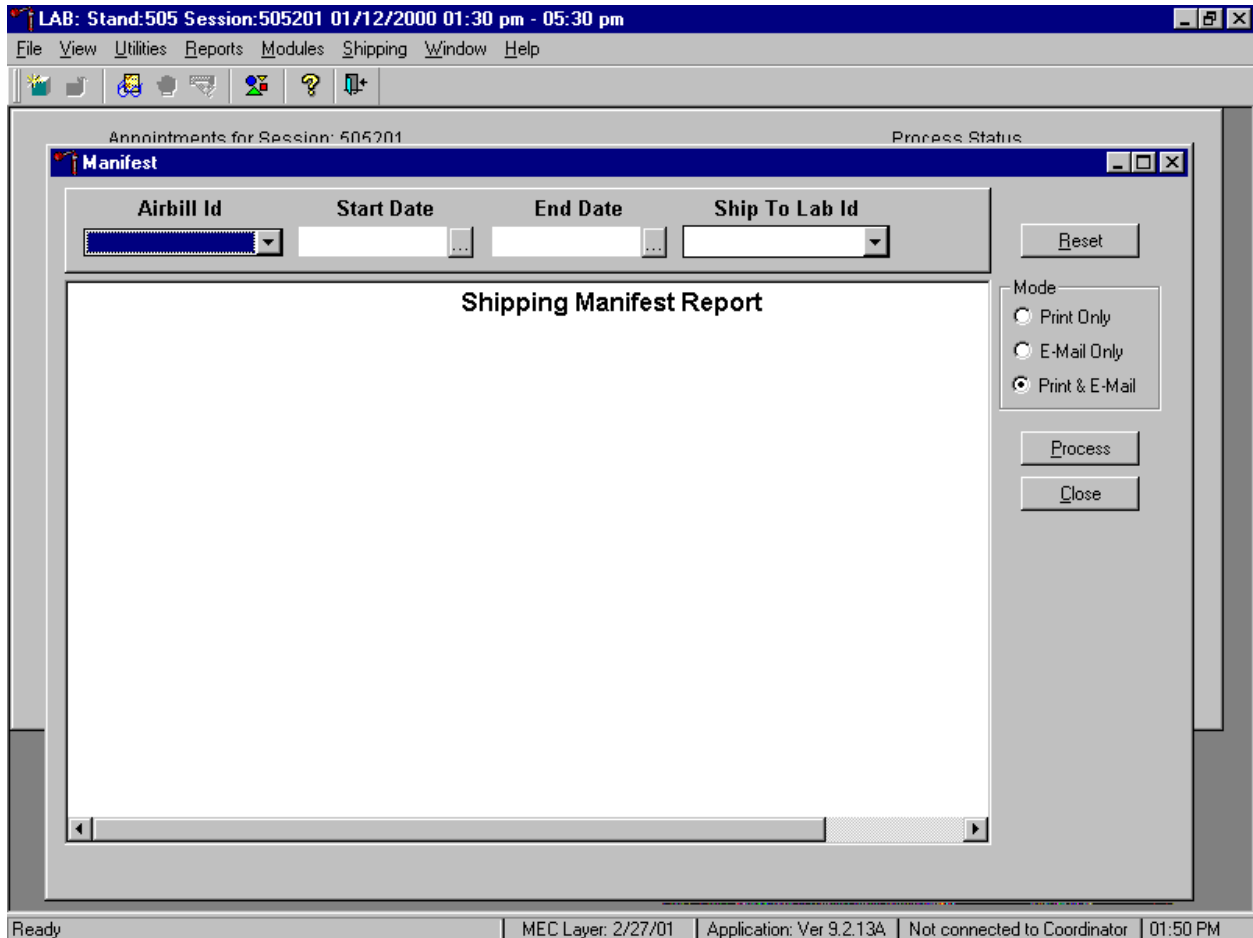 LAB: Stand:505 Session:505201 01/12/2000 01:30 pm - 05:30 pm
File View Utilities Reports Modules Shipping Window Help
Appointments for Session: 505201 Process Status
Manifest
Airbill Id Start Date End Date Ship To Lab Id
... ...
Reset
Shipping Manifest Report
Mode
Print Only
E-Mail Only
Print & E-Mail
Process
Close
Ready MEC Layer: 2/27/01 Application: Ver 9.2.13A Not connected to Coordinator 01:50 PM